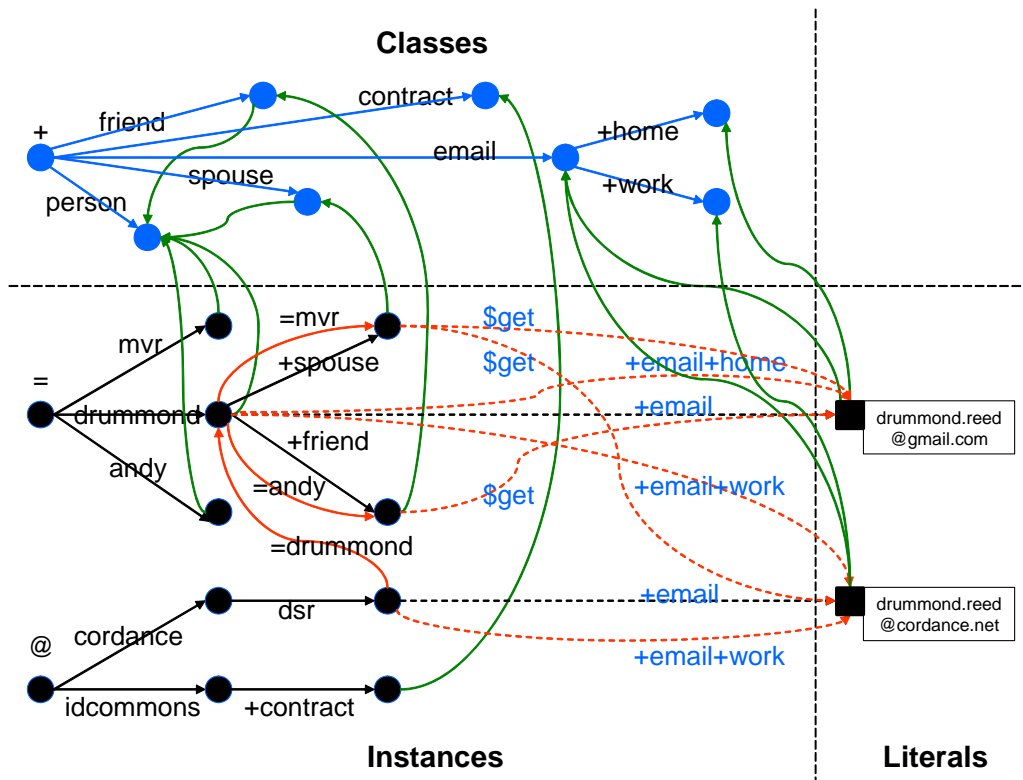 Classes
+
friend
contract
+home
email
spouse
+work
person
=mvr
$get
mvr
+spouse
$get
+email+home
=
drummond
+email
drummond.reed
@gmail.com
+friend
andy
=andy
$get
+email+work
=drummond
+email
drummond.reed
@cordance.net
dsr
cordance
@
+email+work
idcommons
+contract
Instances
Literals